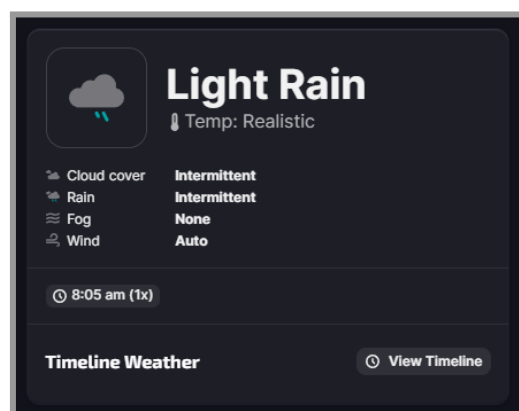 Light Rain
Temp: Realistic
Cloud cover Intermittent
Rain Intermittent
Fog None
Wind Auto
8:05 am (1x)
Timeline Weather View Timeline